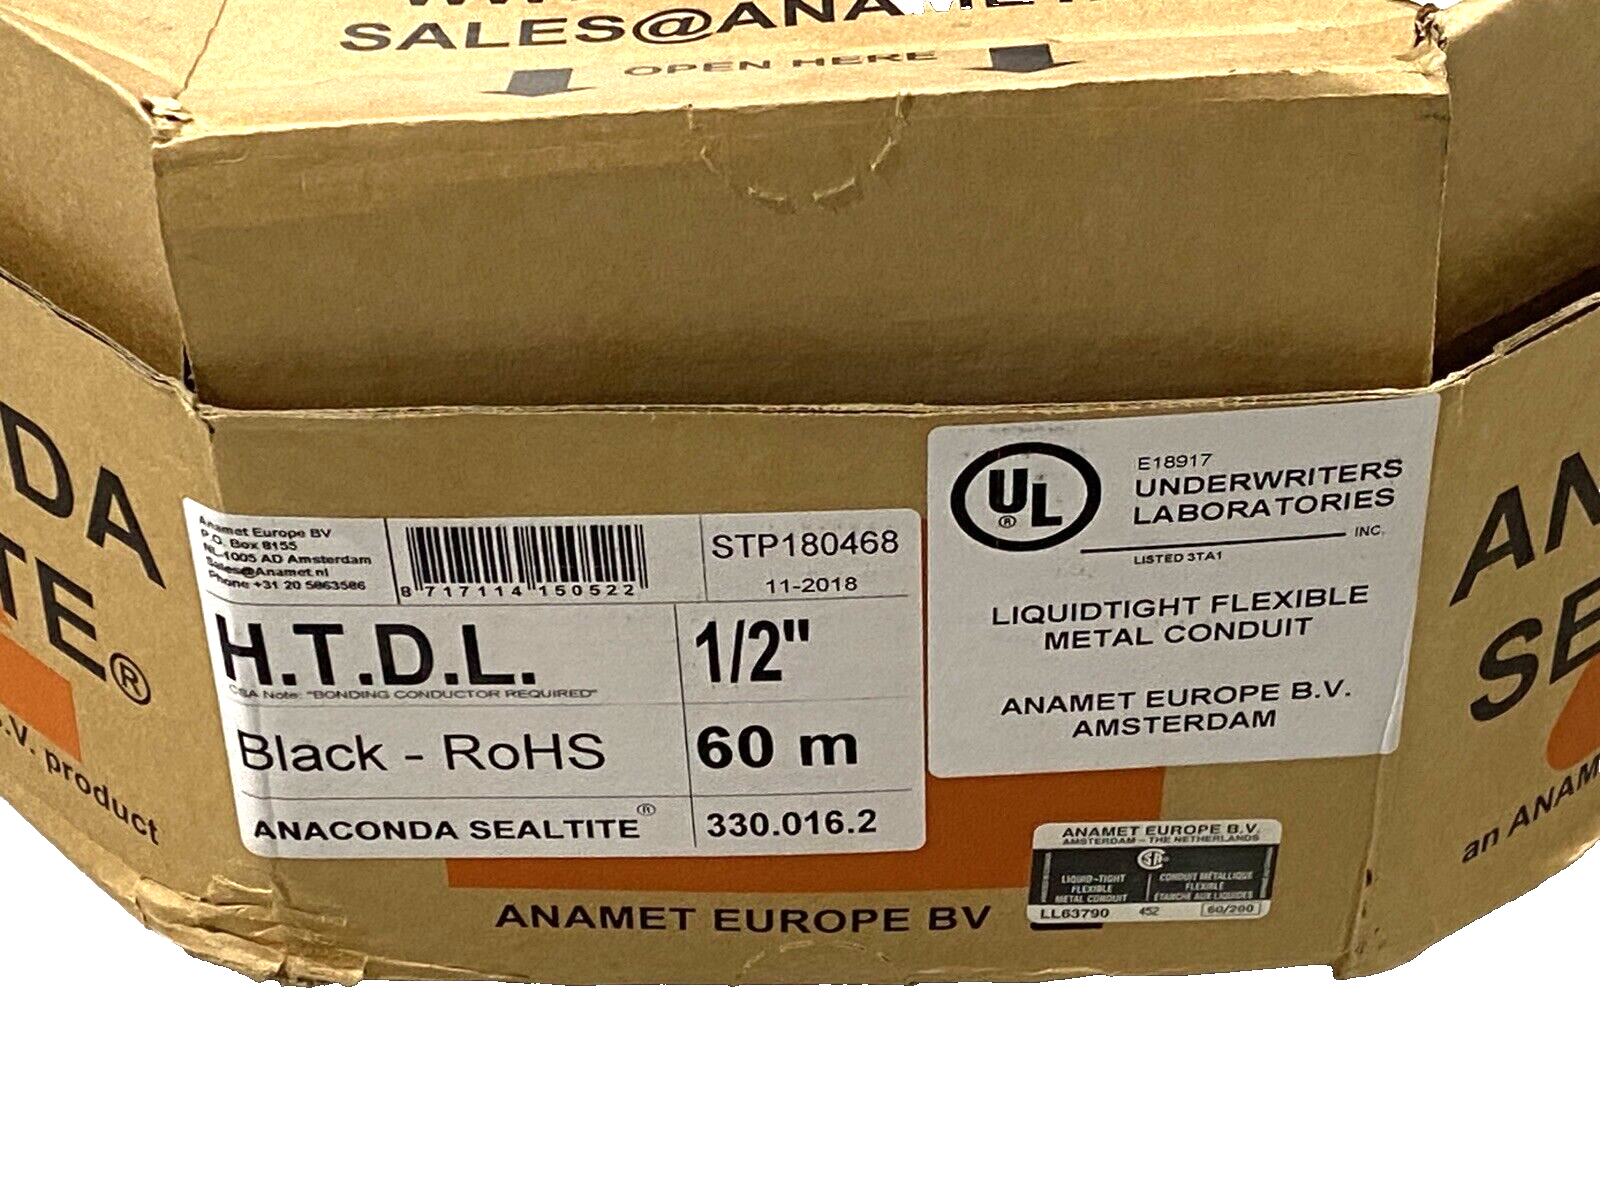 SALES@ANAMET
OPEN HERE
DA
TE®
B.V. product
Anamet Europe BV
P.O. Box 8155
NL-1005 AD Amsterdam
Sales@Anamet.nl
Phone +31 20 5863586
8 717114 150522
STP180468
11-2018
H.T.D.L.
CSA Note: "BONDING CONDUCTOR REQUIRED"
1/2"
Black - RoHS
60 m
ANACONDA SEALTITE®
330.016.2
UL®
E18917
UNDERWRITERS
LABORATORIES
INC.
LISTED 3TA1
LIQUIDTIGHT FLEXIBLE
METAL CONDUIT
ANAMET EUROPE B.V.
AMSTERDAM
ANAMET EUROPE B.V.
AMSTERDAM - THE NETHERLANDS
LIQUID-TIGHT
FLEXIBLE
METAL CONDUIT
CONDUIT MÉTALLIQUE
FLEXIBLE
ÉTANCHE AUX LIQUIDES
LL63790 452 60/200
ANAMET EUROPE BV
AN
SE
an ANAM